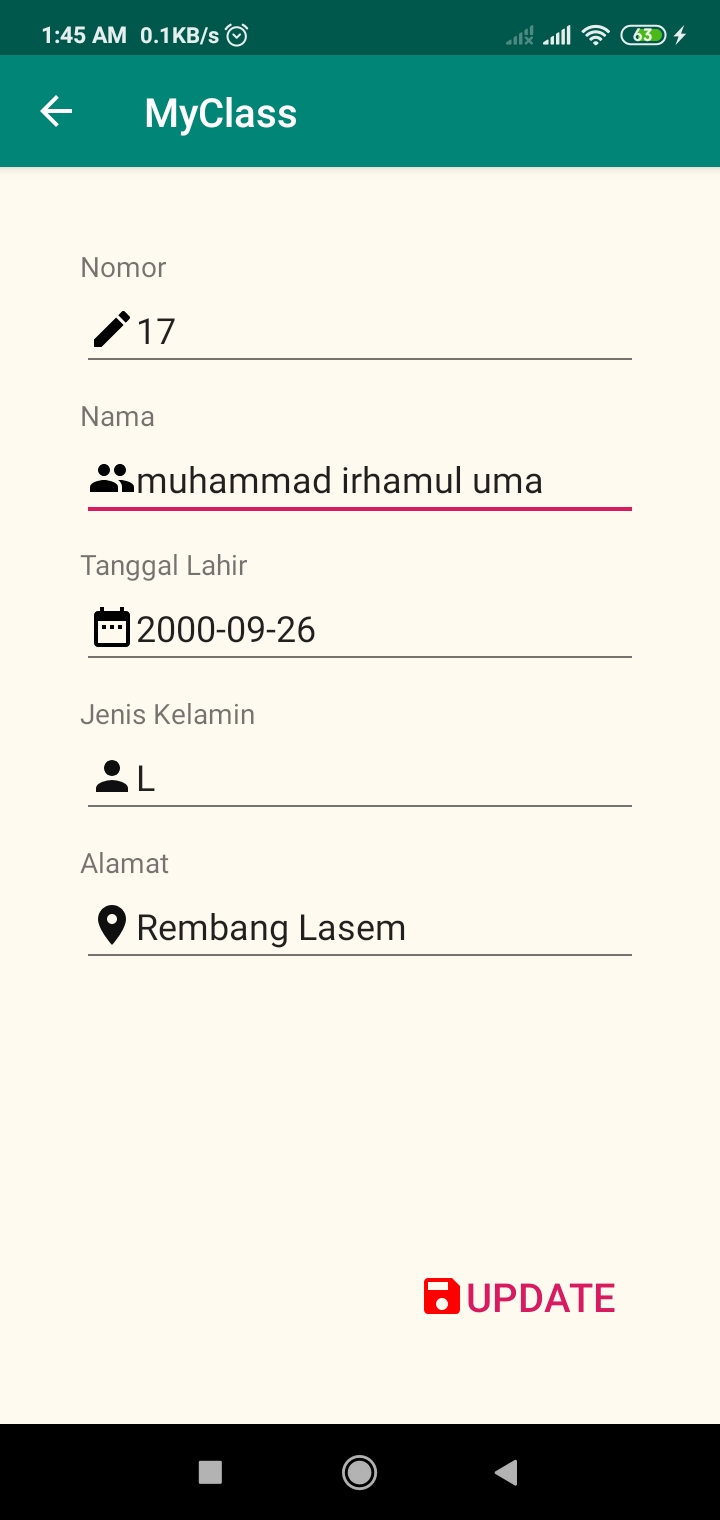 1:45 AM 0.1KB/s 63
MyClass
Nomor
17
Nama
muhammad irhamul uma
Tanggal Lahir
2000-09-26
Jenis Kelamin
L
Alamat
Rembang Lasem
UPDATE